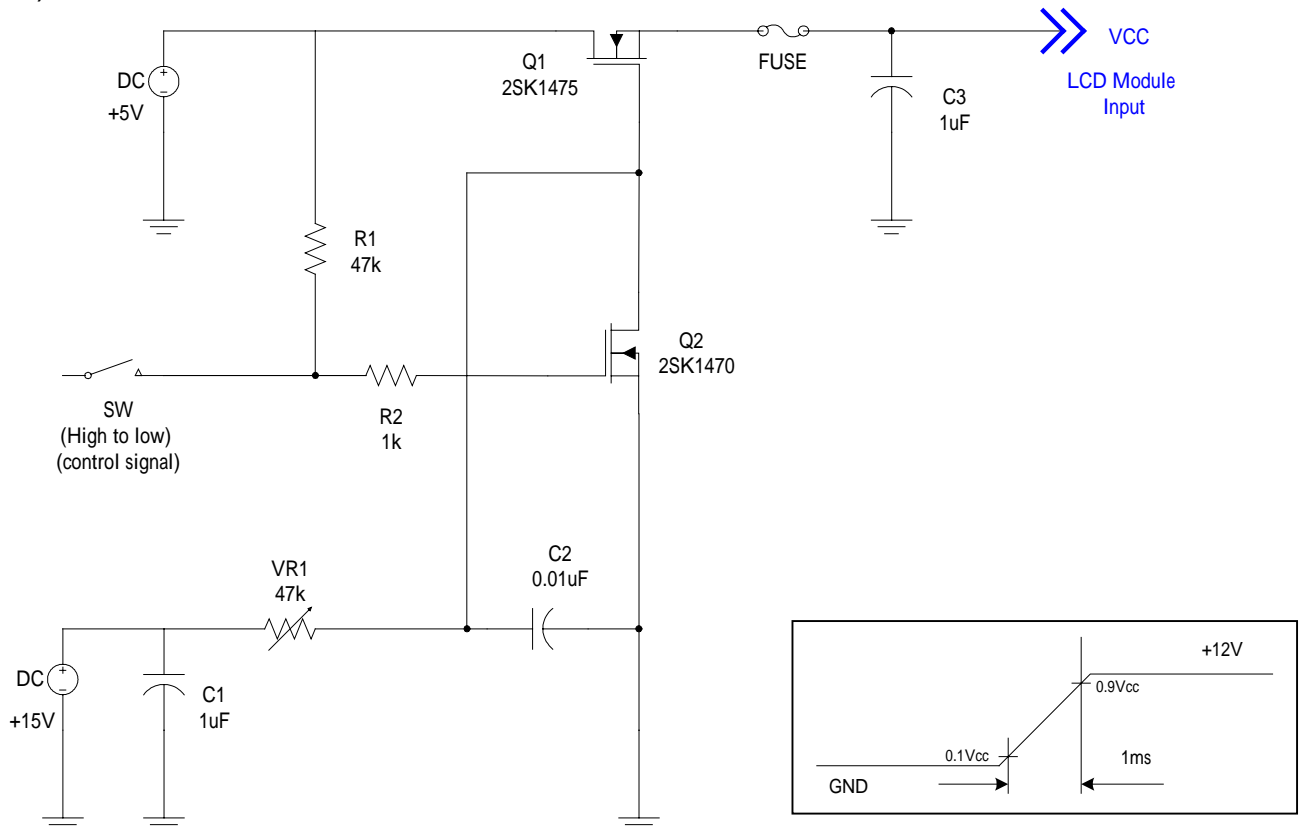 DC
+5V
Q1
2SK1475
FUSE
VCC
LCD Module
Input
C3
1uF
R1
47k
Q2
2SK1470
SW
(High to low)
(control signal)
R2
1k
VR1
47k
C2
0.01uF
DC
+15V
C1
1uF
+12V
0.9Vcc
0.1Vcc
1ms
GND